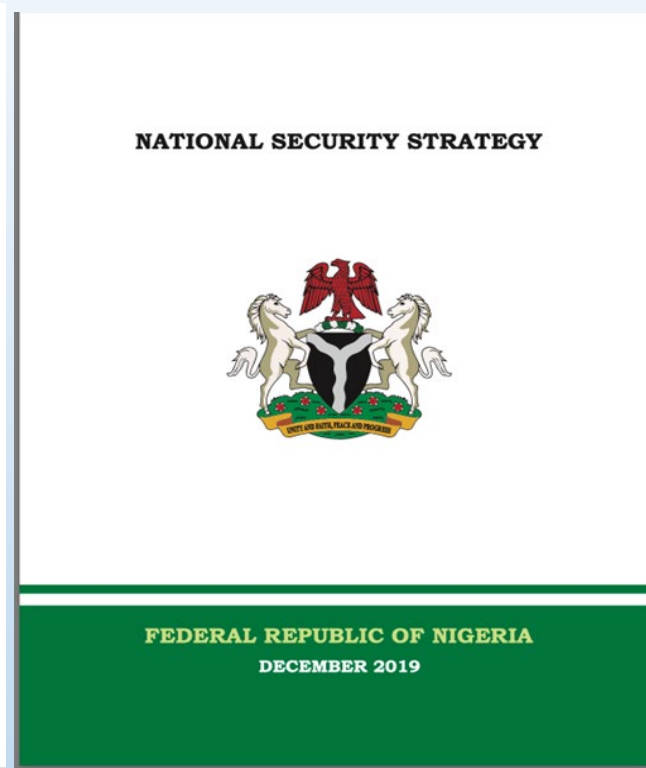 NATIONAL SECURITY STRATEGY
UNITY AND FAITH, PEACE AND PROGRESS
FEDERAL REPUBLIC OF NIGERIA
DECEMBER 2019